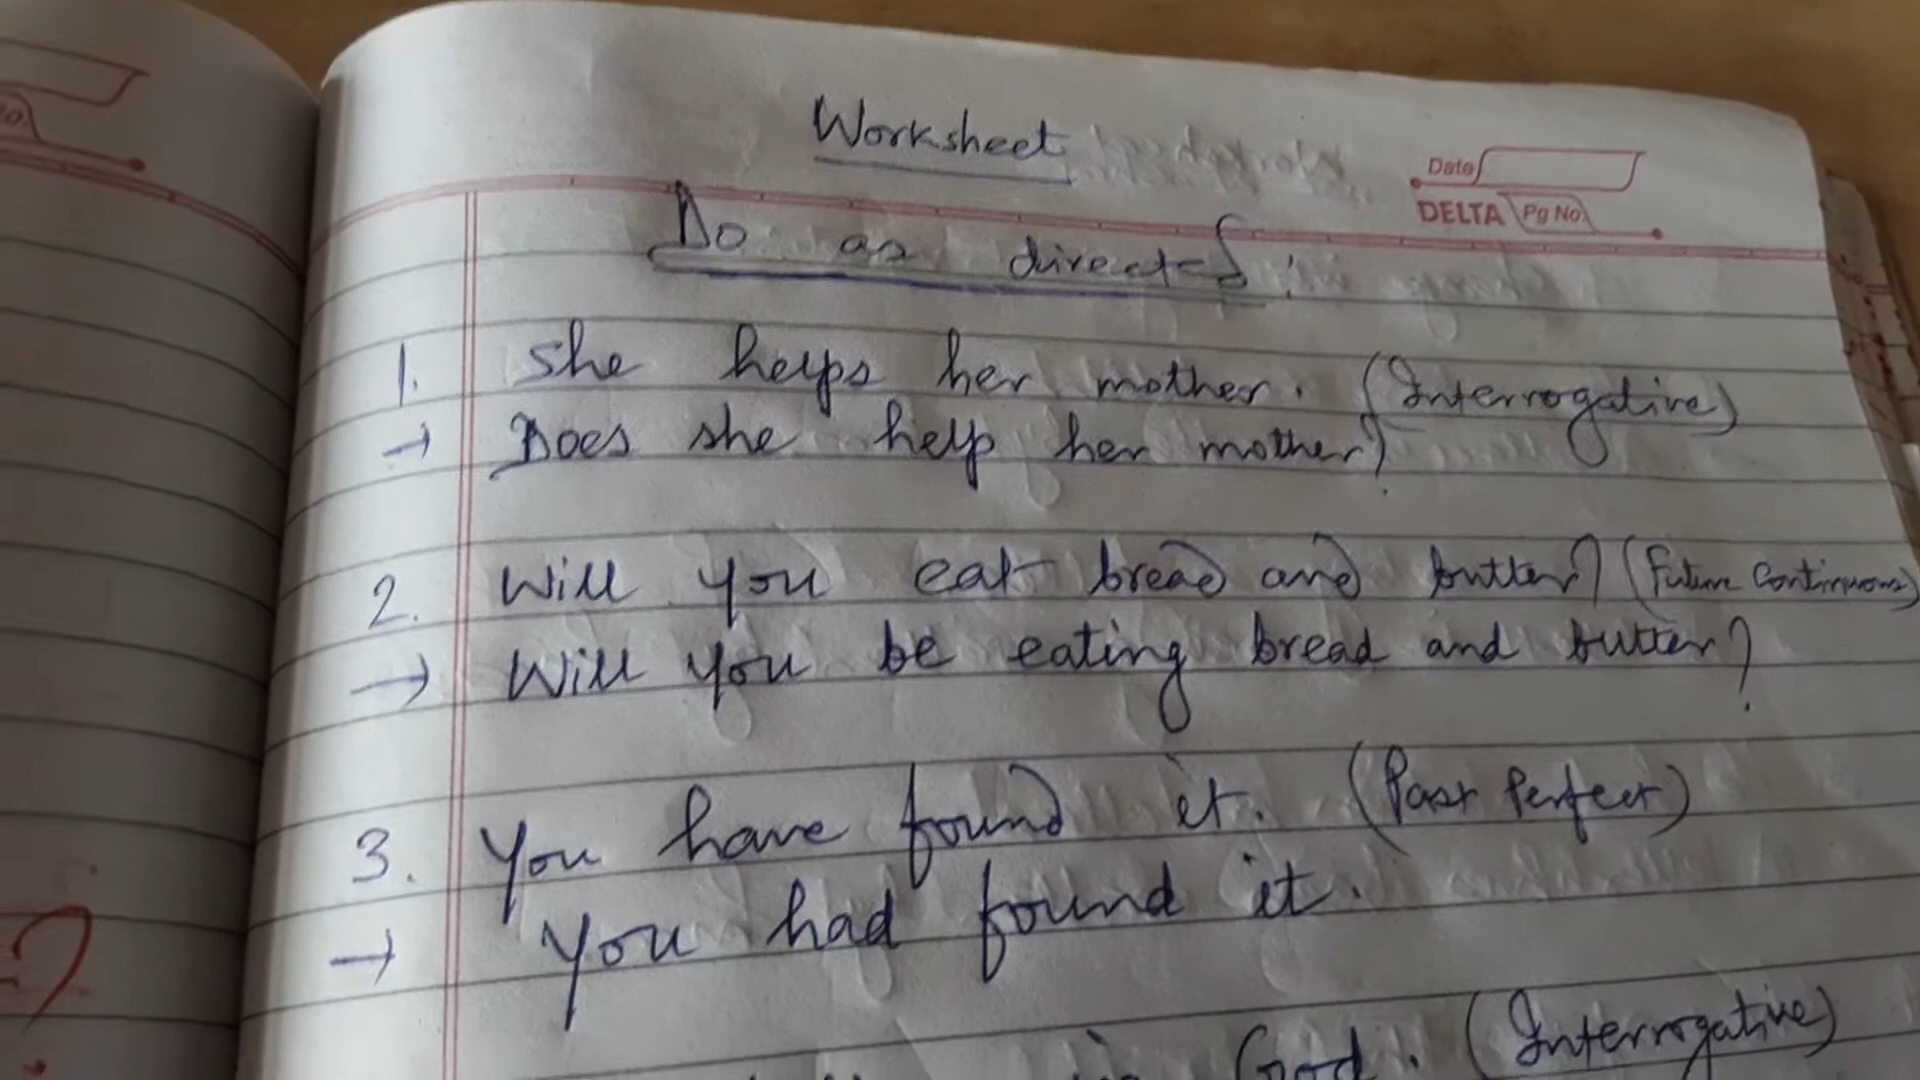 Worksheet
Date
DELTA Pg No.
Do as directed :
1. She helps her mother. (Interrogative)
→ Does she help her mother?
2. Will you eat bread and butter? (Future Continuous)
→ Will you be eating bread and butter?
3. You have found it. (Past Perfect)
→ You had found it.
is God. (Interrogative)